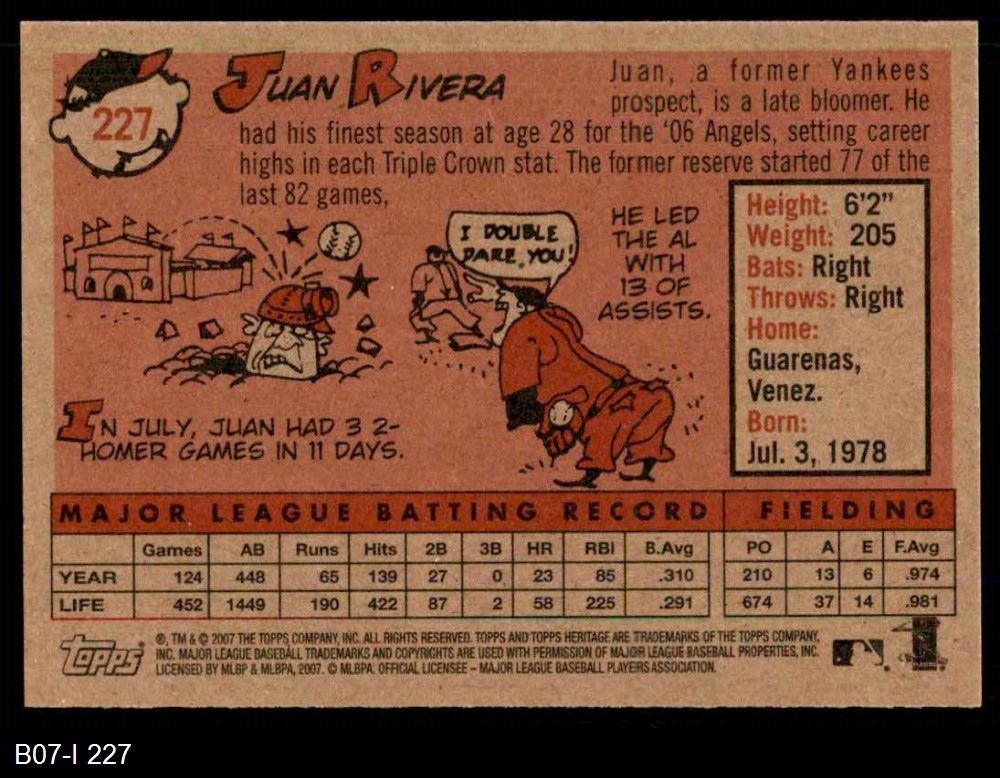 227
JUAN RIVERA
Juan, a former Yankees
prospect, is a late bloomer. He
had his finest season at age 28 for the '06 Angels, setting career
highs in each Triple Crown stat. The former reserve started 77 of the
last 82 games,
I DOUBLE
DARE YOU!
HE LED
THE AL
WITH
13 OF
ASSISTS.
IN JULY, JUAN HAD 3 2-
HOMER GAMES IN 11 DAYS.
Height: 6'2"
Weight: 205
Bats: Right
Throws: Right
Home:
Guarenas,
Venez.
Born:
Jul. 3, 1978
MAJOR LEAGUE BATTING RECORD FIELDING
Games AB Runs Hits 2B 3B HR RBI B.Avg PO A E F.Avg
YEAR 124 448 65 139 27 0 23 85 .310 210 13 6 .974
LIFE 452 1449 190 422 87 2 58 225 .291 674 37 14 .981
Topps
®, TM & © 2007 THE TOPPS COMPANY, INC. ALL RIGHTS RESERVED. TOPPS AND TOPPS HERITAGE ARE TRADEMARKS OF THE TOPPS COMPANY,
INC. MAJOR LEAGUE BASEBALL TRADEMARKS AND COPYRIGHTS ARE USED WITH PERMISSION OF MAJOR LEAGUE BASEBALL PROPERTIES, INC.
LICENSED BY MLBP & MLBPA, 2007. © MLBPA. OFFICIAL LICENSEE – MAJOR LEAGUE BASEBALL PLAYERS ASSOCIATION.
B07-I 227